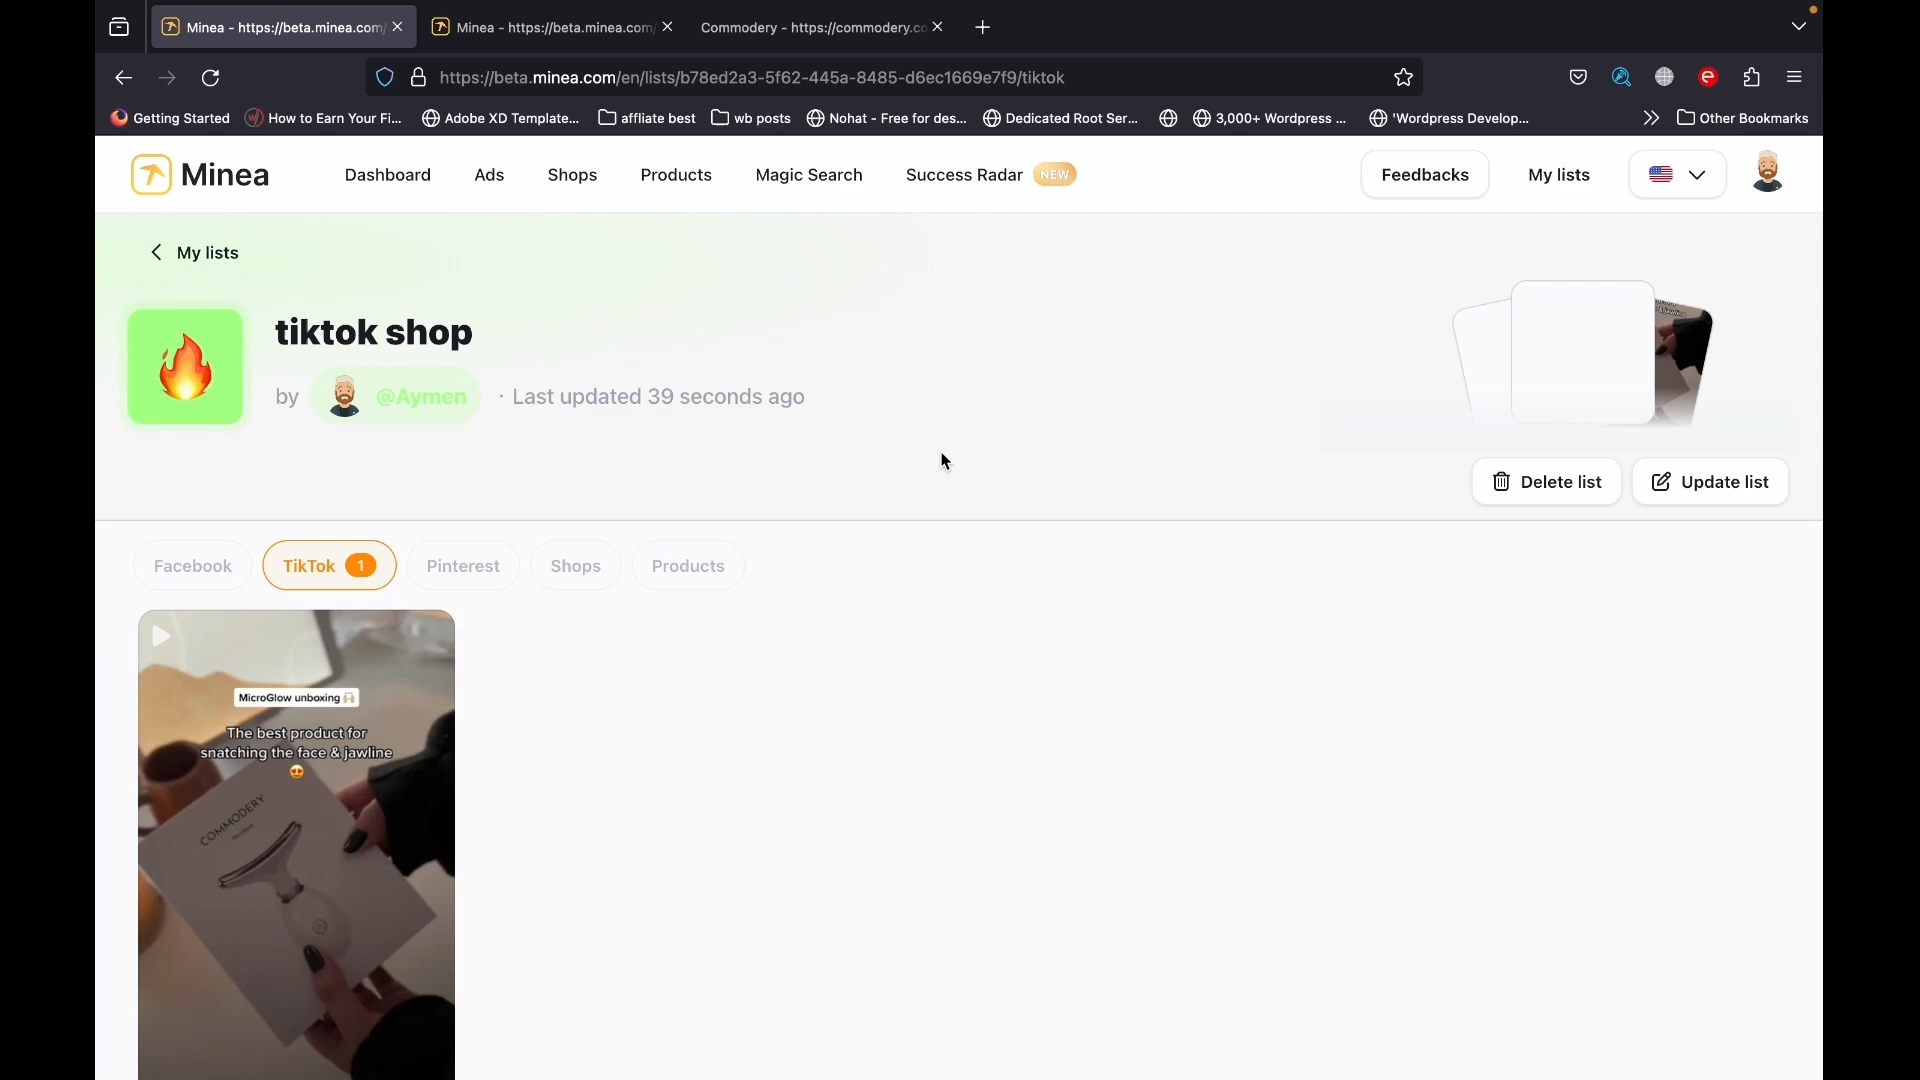 Minea - https://beta.minea.com/
Minea - https://beta.minea.com/
Commodery - https://commodery.co
https://beta.minea.com/en/lists/b78ed2a3-5f62-445a-8485-d6ec1669e7f9/tiktok
Getting Started
How to Earn Your Fi...
Adobe XD Template...
affliate best
wb posts
Nohat - Free for des...
Dedicated Root Ser...
3,000+ Wordpress ...
'Wordpress Develop...
Other Bookmarks
Minea
Dashboard
Ads
Shops
Products
Magic Search
Success Radar NEW
Feedbacks
My lists
My lists
tiktok shop
by @Aymen · Last updated 39 seconds ago
Delete list
Update list
Facebook
TikTok 1
Pinterest
Shops
Products
MicroGlow unboxing
The best product for
snatching the face & jawline
COMMODERY